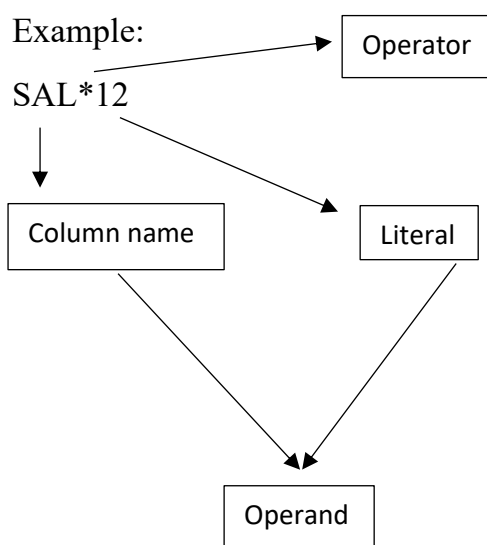 Example:
Operator
SAL*12
Column name
Literal
Operand